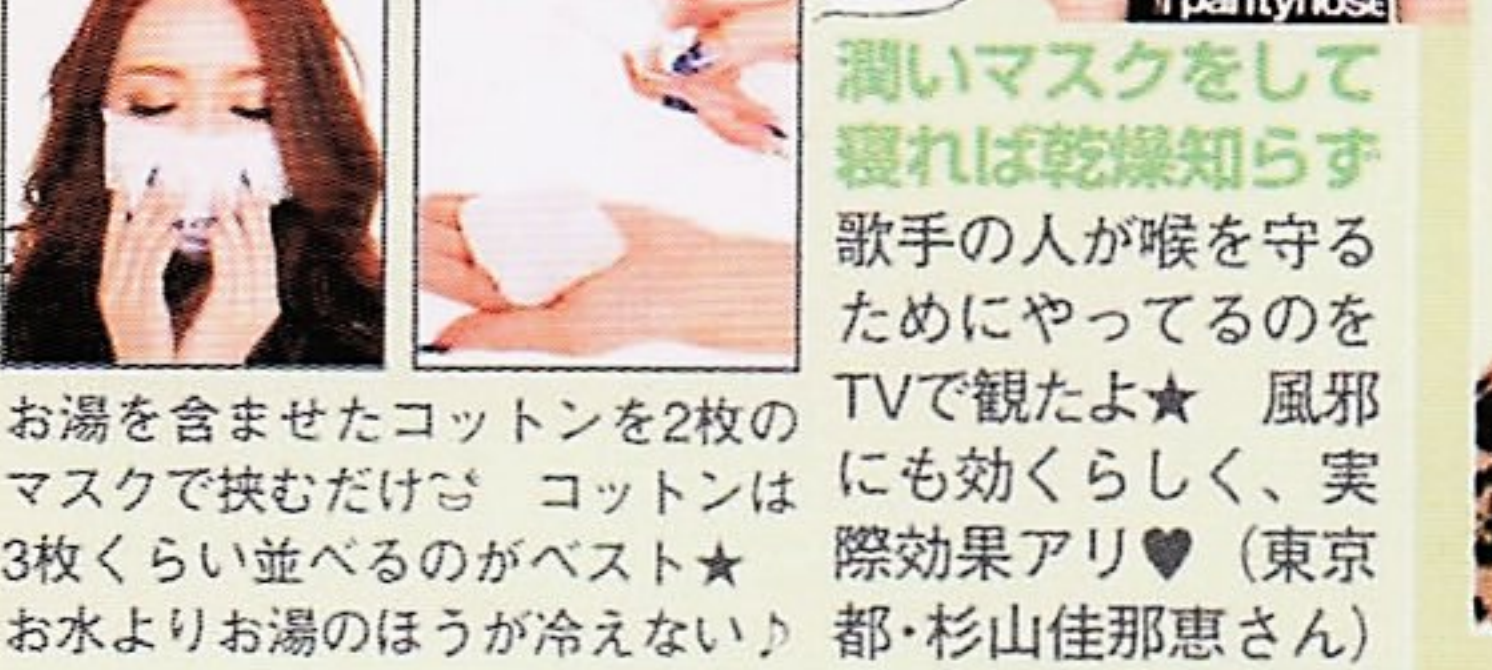 pantyhose
潤いマスクをして
寝れば乾燥知らず
歌手の人が喉を守る
ためにやってるのを
TVで観たよ★　風邪
にも効くらしく、実
際効果アリ♥（東京
都・杉山佳那恵さん）
お湯を含ませたコットンを2枚の
マスクで挟むだけ　コットンは
3枚くらい並べるのがベスト★
お水よりお湯のほうが冷えない♪